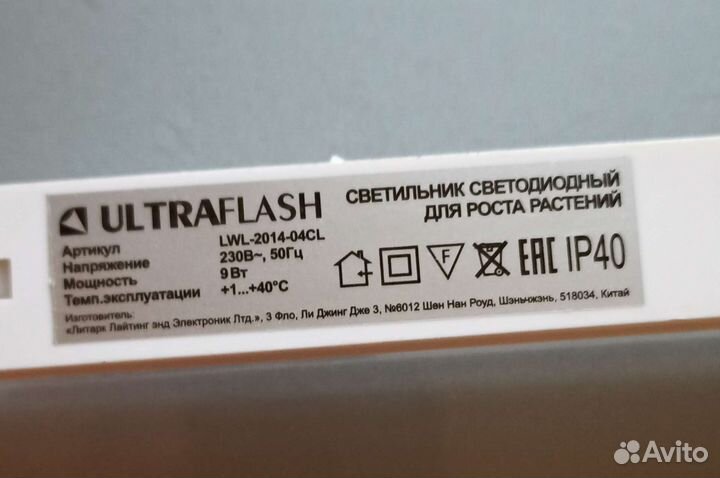 ULTRAFLASH
Артикул LWL-2014-04CL
Напряжение 230В~, 50Гц
Мощность 9 Вт
Темп.эксплуатации +1...+40°C
СВЕТИЛЬНИК СВЕТОДИОДНЫЙ
ДЛЯ РОСТА РАСТЕНИЙ
F EAC IP40
Изготовитель:
«Литарк Лайтинг энд Электроник Лтд.», 3 Фло, Ли Джинг Дже 3, №6012 Шен Нан Роуд, Шэньчжэнь, 518034, Китай
Avito